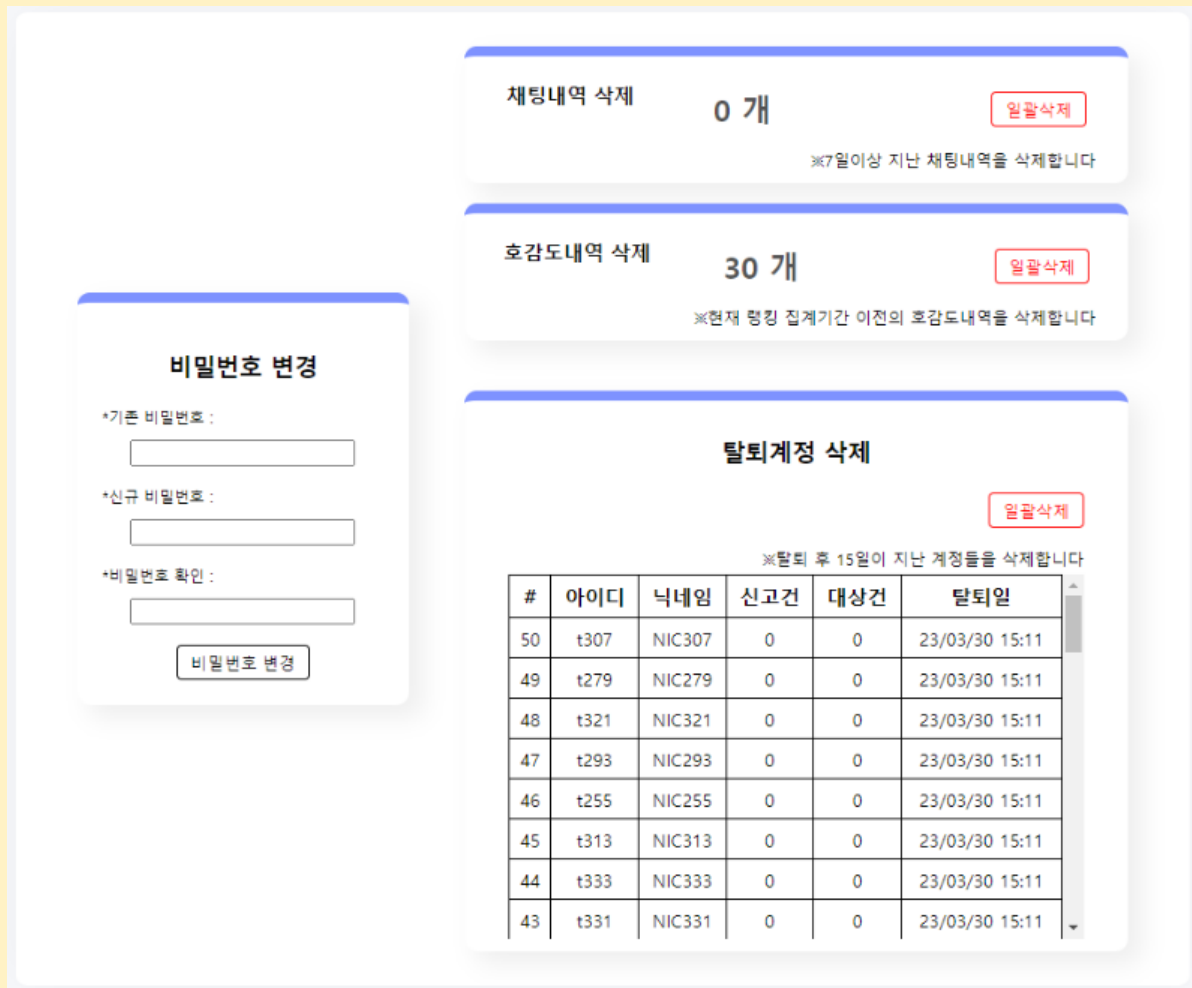 채팅내역 삭제
0 개
일괄삭제
※7일이상 지난 채팅내역을 삭제합니다
호감도내역 삭제
30 개
일괄삭제
※현재 랭킹 집계기간 이전의 호감도내역을 삭제합니다
비밀번호 변경
*기존 비밀번호 :
*신규 비밀번호 :
*비밀번호 확인 :
비밀번호 변경
탈퇴계정 삭제
일괄삭제
※탈퇴 후 15일이 지난 계정들을 삭제합니다
# 아이디 닉네임 신고건 대상건 탈퇴일
50 t307 NIC307 0 0 23/03/30 15:11
49 t279 NIC279 0 0 23/03/30 15:11
48 t321 NIC321 0 0 23/03/30 15:11
47 t293 NIC293 0 0 23/03/30 15:11
46 t255 NIC255 0 0 23/03/30 15:11
45 t313 NIC313 0 0 23/03/30 15:11
44 t333 NIC333 0 0 23/03/30 15:11
43 t331 NIC331 0 0 23/03/30 15:11